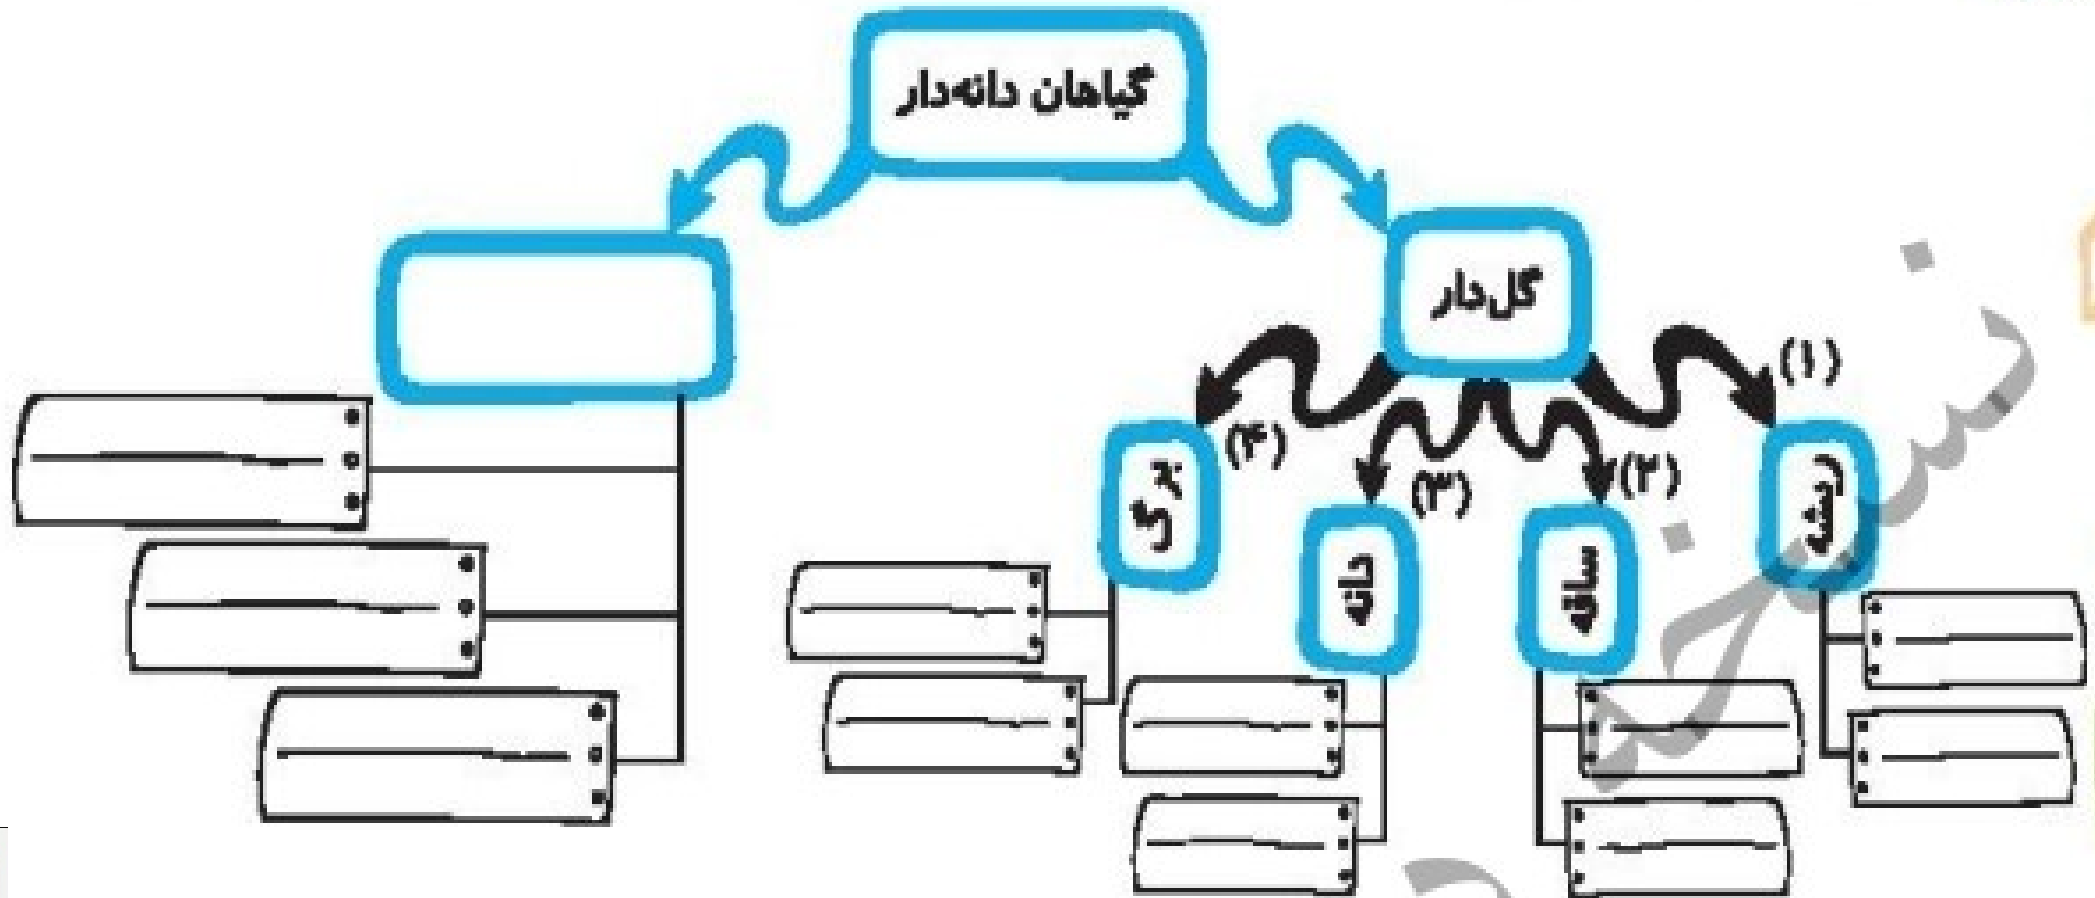 گیاهان دانه‌دار
گل‌دار
(۱)
(۲)
(۳)
(۴)
ریشه
ساقه
دانه
برگ